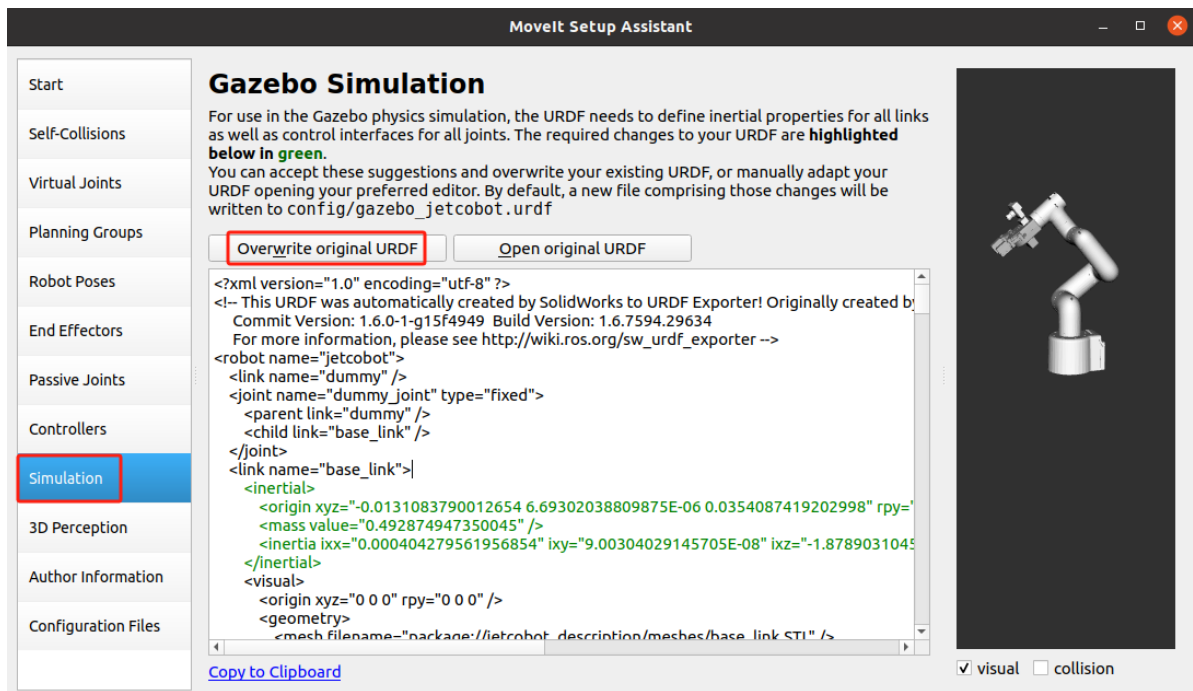 MoveIt Setup Assistant
Start
Self-Collisions
Virtual Joints
Planning Groups
Robot Poses
End Effectors
Passive Joints
Controllers
Simulation
3D Perception
Author Information
Configuration Files
Gazebo Simulation
For use in the Gazebo physics simulation, the URDF needs to define inertial properties for all links
as well as control interfaces for all joints. The required changes to your URDF are highlighted
below in green.
You can accept these suggestions and overwrite your existing URDF, or manually adapt your
URDF opening your preferred editor. By default, a new file comprising those changes will be
written to config/gazebo_jetcobot.urdf
Overwrite original URDF
Open original URDF
<?xml version="1.0" encoding="utf-8" ?>
<!-- This URDF was automatically created by SolidWorks to URDF Exporter! Originally created by
Commit Version: 1.6.0-1-g15f4949 Build Version: 1.6.7594.29634
For more information, please see http://wiki.ros.org/sw_urdf_exporter -->
<robot name="jetcobot">
<link name="dummy" />
<joint name="dummy_joint" type="fixed">
<parent link="dummy" />
<child link="base_link" />
</joint>
<link name="base_link">
<inertial>
<origin xyz="-0.0131083790012654 6.69302038809875E-06 0.0354087419202998" rpy="
<mass value="0.492874947350045" />
<inertia ixx="0.000404279561956854" ixy="9.00304029145705E-08" ixz="-1.8789031045
</inertial>
<visual>
<origin xyz="0 0 0" rpy="0 0 0" />
<geometry>
<mesh filename="package://jetcobot_description/meshes/base_link.STL" />
Copy to Clipboard
visual
collision